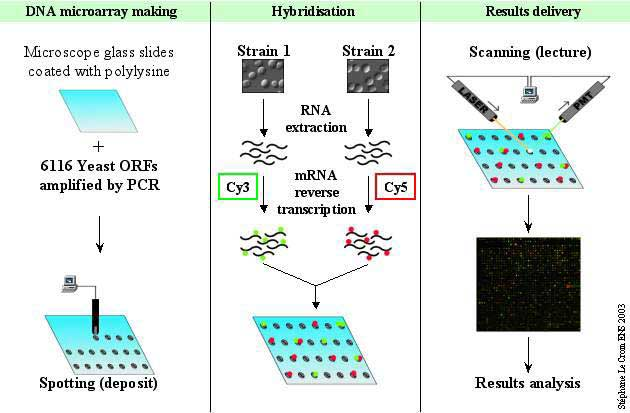 DNA microarray making
Hybridisation
Results delivery
Microscope glass slides
coated with polylysine
+
6116 Yeast ORFs
amplified by PCR
Spotting (deposit)
Strain 1
Strain 2
RNA
extraction
Cy3
mRNA
reverse
transcription
Cy5
Scanning (lecture)
LASER
PMT
Results analysis
Stéphane Le Crom ENS 2003